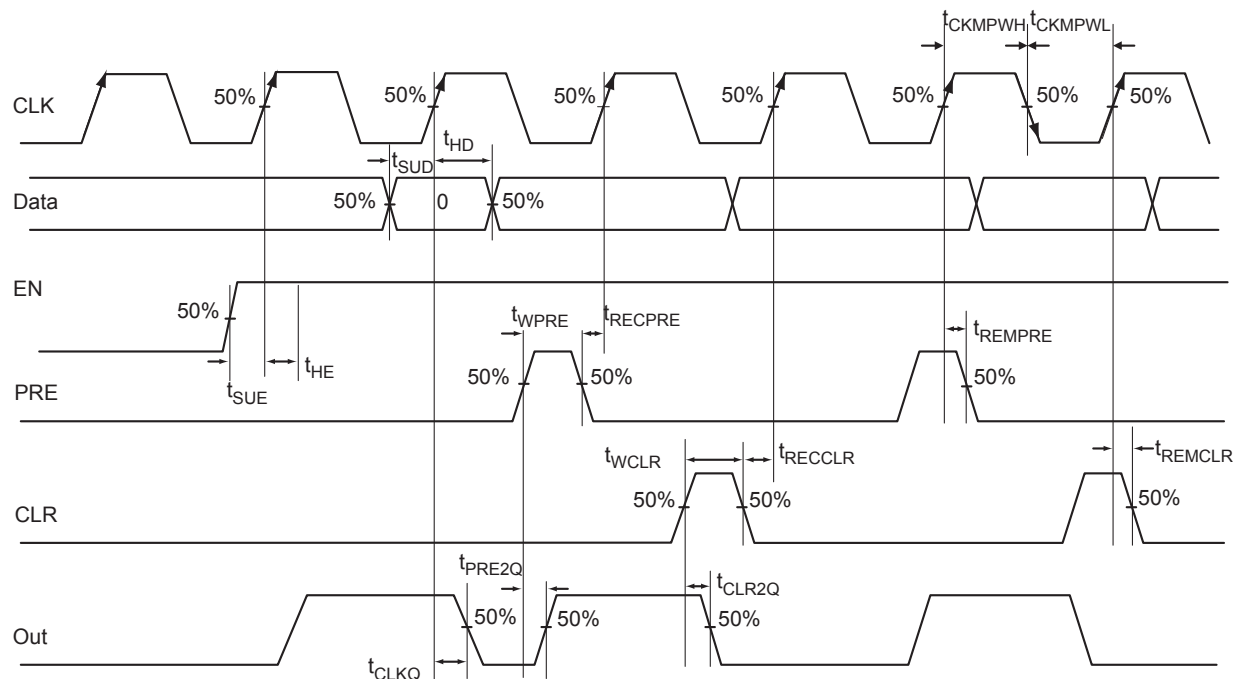 tCKMPWH tCKMPWL
CLK
50% 50% 50% 50% 50% 50% 50%
tSUD tHD
Data
50% 0 50%
EN
50%
tSUE tHE
tWPRE tRECPRE tREMPRE
PRE
50% 50% 50%
tWCLR tRECCLR tREMCLR
CLR
50% 50% 50%
tPRE2Q tCLR2Q
Out
50% 50% 50%
tCLKQ